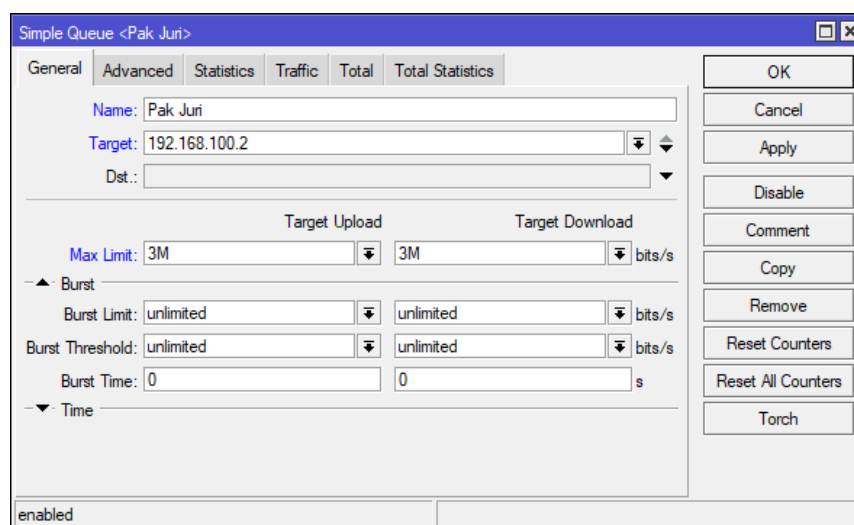 Simple Queue <Pak Juri>
General Advanced Statistics Traffic Total Total Statistics
Name: Pak Juri
Target: 192.168.100.2
Dst.:
Target Upload Target Download
Max Limit: 3M 3M bits/s
Burst
Burst Limit: unlimited unlimited bits/s
Burst Threshold: unlimited unlimited bits/s
Burst Time: 0 0 s
Time
enabled
OK
Cancel
Apply
Disable
Comment
Copy
Remove
Reset Counters
Reset All Counters
Torch